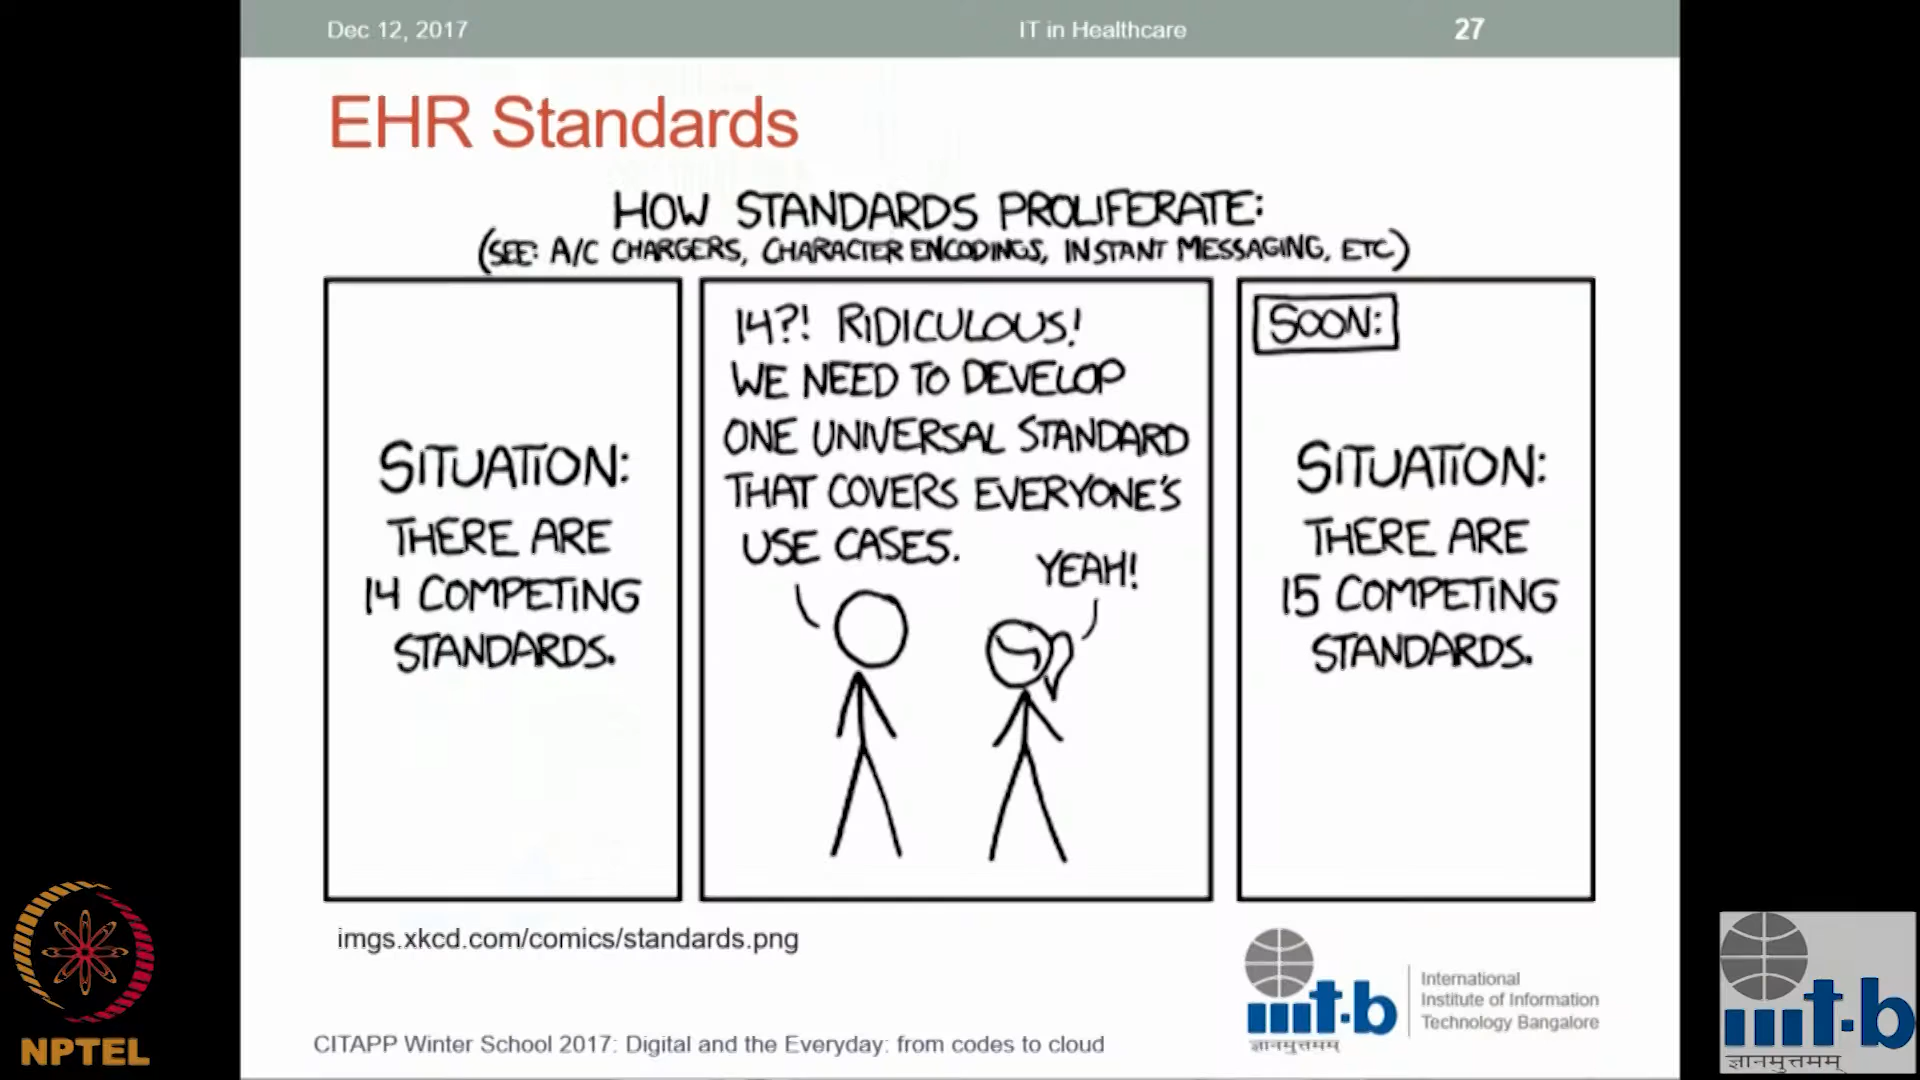 Dec 12, 2017
IT in Healthcare
27
EHR Standards
HOW STANDARDS PROLIFERATE:
(SEE: A/C CHARGERS, CHARACTER ENCODINGS, INSTANT MESSAGING, ETC)
SITUATION:
THERE ARE
14 COMPETING
STANDARDS.
14?! RIDICULOUS!
WE NEED TO DEVELOP
ONE UNIVERSAL STANDARD
THAT COVERS EVERYONE'S
USE CASES.
YEAH!
SOON:
SITUATION:
THERE ARE
15 COMPETING
STANDARDS.
imgs.xkcd.com/comics/standards.png
iiit-b
ज्ञानमुत्तमम्
International
Institute of Information
Technology Bangalore
CITAPP Winter School 2017: Digital and the Everyday: from codes to cloud
NPTEL
iiit-b
ज्ञानमुत्तमम्